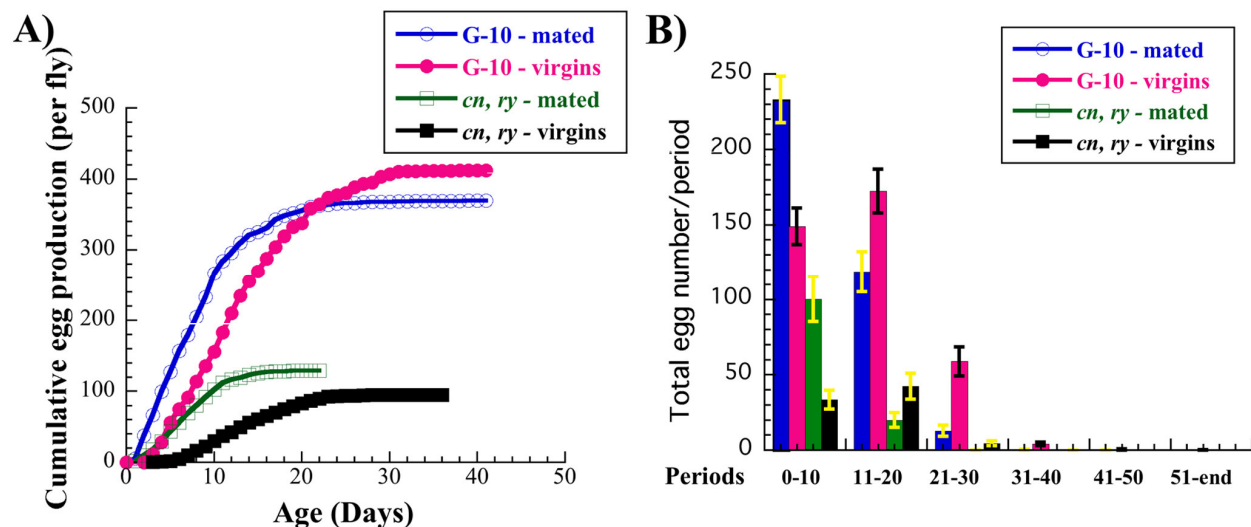 A)
G-10 - mated
G-10 - virgins
cn, ry - mated
cn, ry - virgins
Cumulative egg production (per fly)
500
400
300
200
100
0
0 10 20 30 40 50
Age (Days)
B)
G-10 - mated
G-10 - virgins
cn, ry - mated
cn, ry - virgins
Total egg number/period
250
200
150
100
50
0
Periods 0-10 11-20 21-30 31-40 41-50 51-end